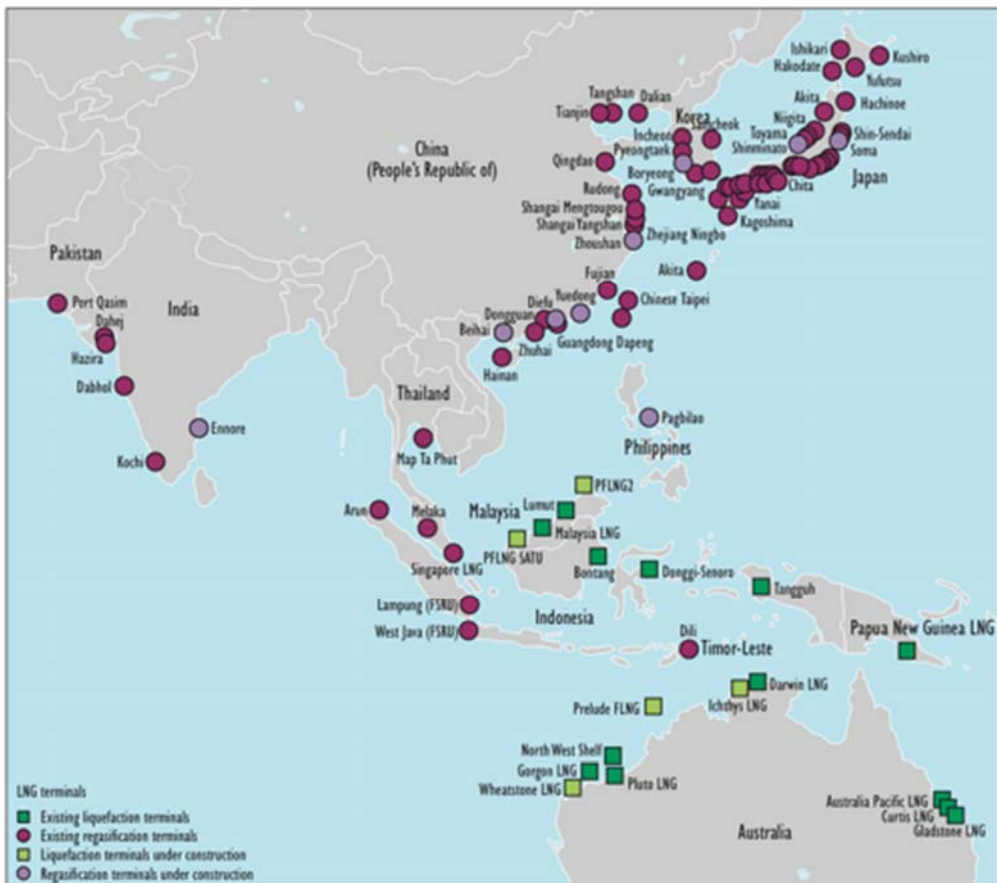 Ishikari
Kushiro
Hakodate
Yufutsu
Tangshan
Dalian
Akita
Hachinoe
Tianjin
Korea
Niigita
Incheon
Samcheok
Toyama
Shin-Sendai
China
Pyeongtaek
Shinminato
Soma
(People's Republic of)
Qingdao
Boryeong
Japan
Rudong
Gwangyang
Chita
Yanai
Shangai Mengtougou
Kagoshima
Shangai Yangshan
Zhejiang Ningbo
Zhoushan
Pakistan
Fujian
Akita
Port Qasim
India
Yuedong
Chinese Taipei
Diefu
Dahej
Dongguan
Beihai
Guandong Dapeng
Hazira
Zhuhai
Hainan
Dabhol
Thailand
Pagbilao
Ennore
Philippines
Kochi
Map Ta Phut
PFLNG2
Arun
Melaka
Malaysia
Lumut
Malaysia LNG
PFLNG SATU
Singapore LNG
Bontang
Donggi-Senoro
Tangguh
Lampung (FSRU)
Indonesia
Papua New Guinea LNG
West Java (FSRU)
Dili
Timor-Leste
Darwin LNG
Prelude FLNG
Ichthys LNG
North West Shelf
Gorgon LNG
Pluto LNG
Wheatstone LNG
LNG terminals
Existing liquefaction terminals
Existing regasification terminals
Liquefaction terminals under construction
Regasification terminals under construction
Australia Pacific LNG
Curtis LNG
Gladstone LNG
Australia